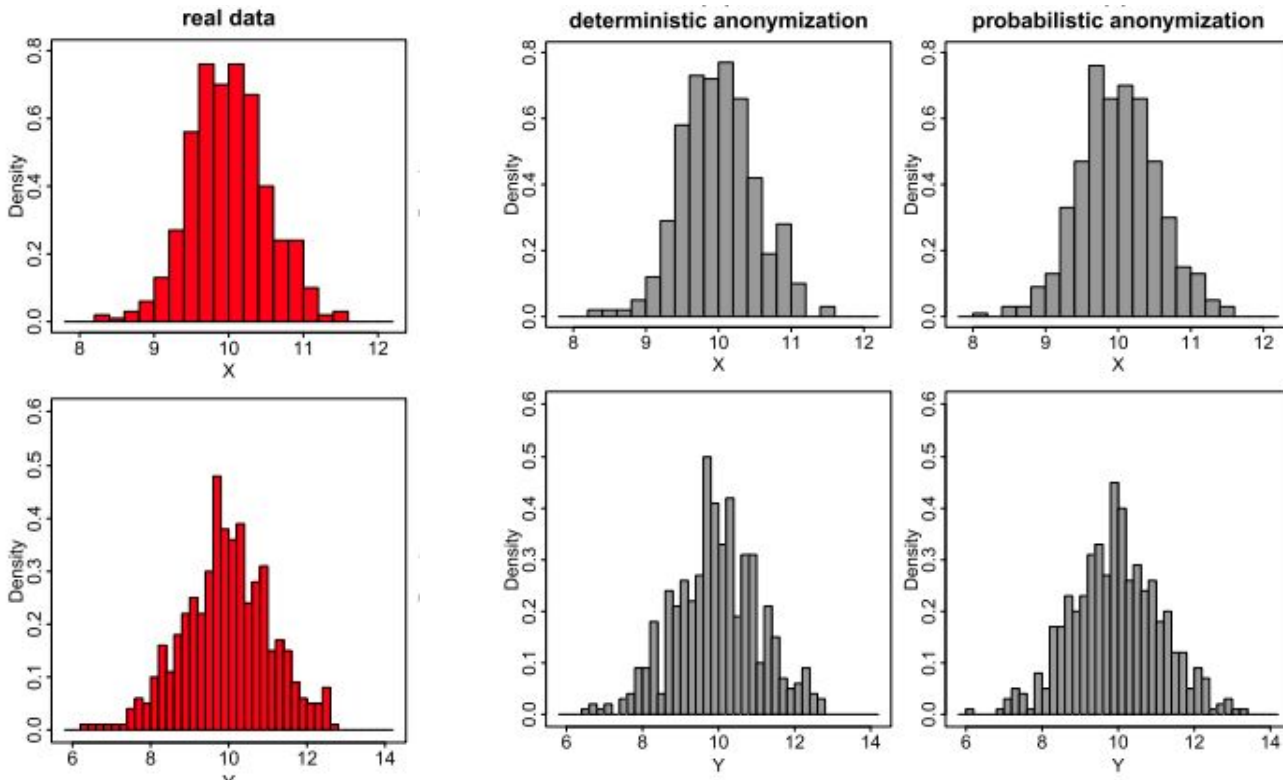 real data
deterministic anonymization
probabilistic anonymization
Density
0.0 0.2 0.4 0.6 0.8
8 9 10 11 12
X
Density
0.0 0.2 0.4 0.6 0.8
8 9 10 11 12
X
Density
0.0 0.2 0.4 0.6 0.8
8 9 10 11 12
X
Density
0.0 0.1 0.2 0.3 0.4 0.5 0.6
6 8 10 12 14
Y
Density
0.0 0.1 0.2 0.3 0.4 0.5 0.6
6 8 10 12 14
Y
Density
0.0 0.1 0.2 0.3 0.4 0.5 0.6
6 8 10 12 14
Y